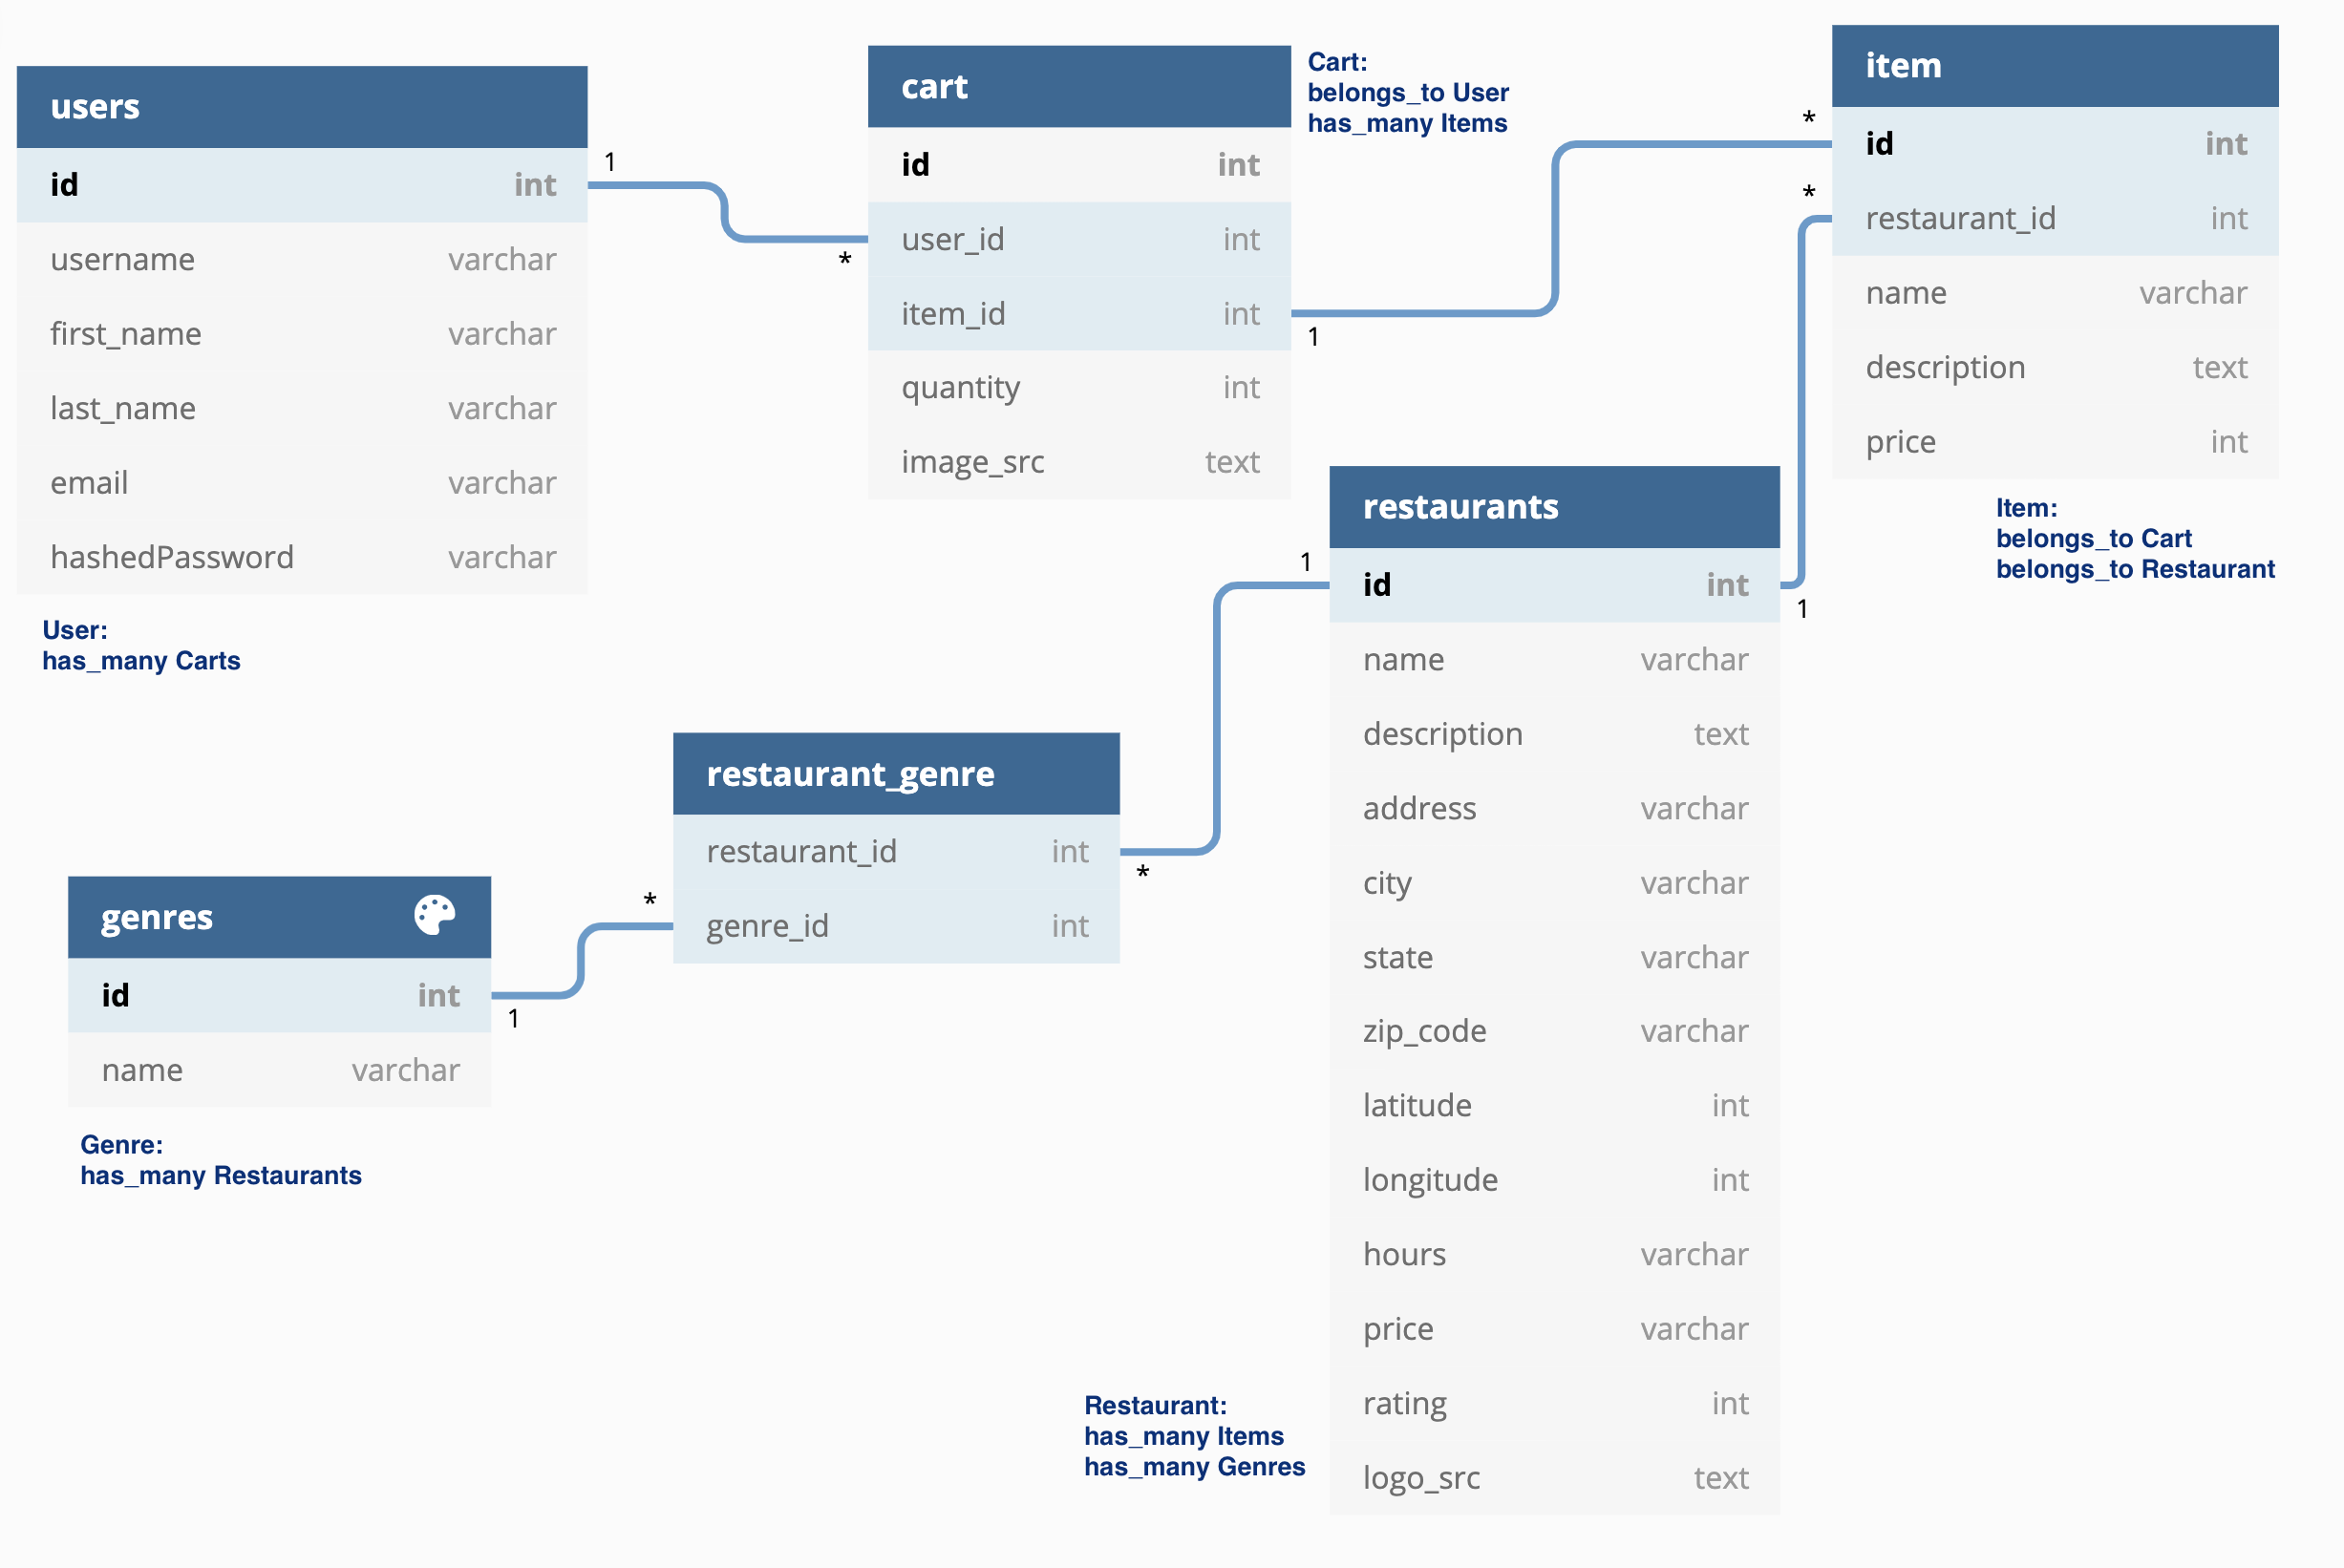 users
id int
username varchar
first_name varchar
last_name varchar
email varchar
hashedPassword varchar
User:
has_many Carts
1
*
cart
id int
user_id int
item_id int
quantity int
image_src text
Cart:
belongs_to User
has_many Items
1
*
*
item
id int
restaurant_id int
name varchar
description text
price int
Item:
belongs_to Cart
belongs_to Restaurant
restaurants
1
id int
1
name varchar
description text
address varchar
city varchar
state varchar
zip_code varchar
latitude int
longitude int
hours varchar
price varchar
rating int
logo_src text
Restaurant:
has_many Items
has_many Genres
restaurant_genre
restaurant_id int
*
*
genre_id int
genres
id int
1
name varchar
Genre:
has_many Restaurants